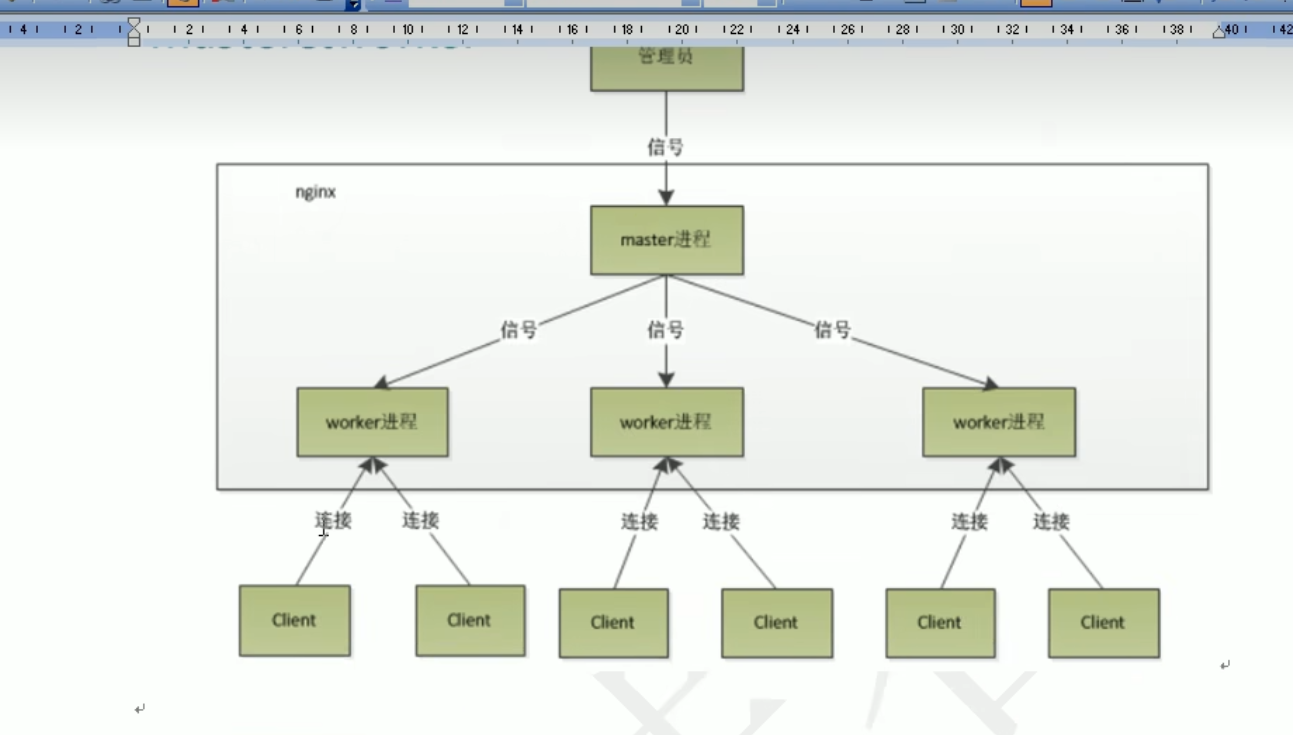 4 2 2 4 6 8 10 12 14 16 18 20 22 24 26 28 30 32 34 36 38 40 42
管理员
信号
nginx
master进程
信号 信号 信号
worker进程 worker进程 worker进程
连接 连接 连接 连接 连接 连接
Client Client Client Client Client Client